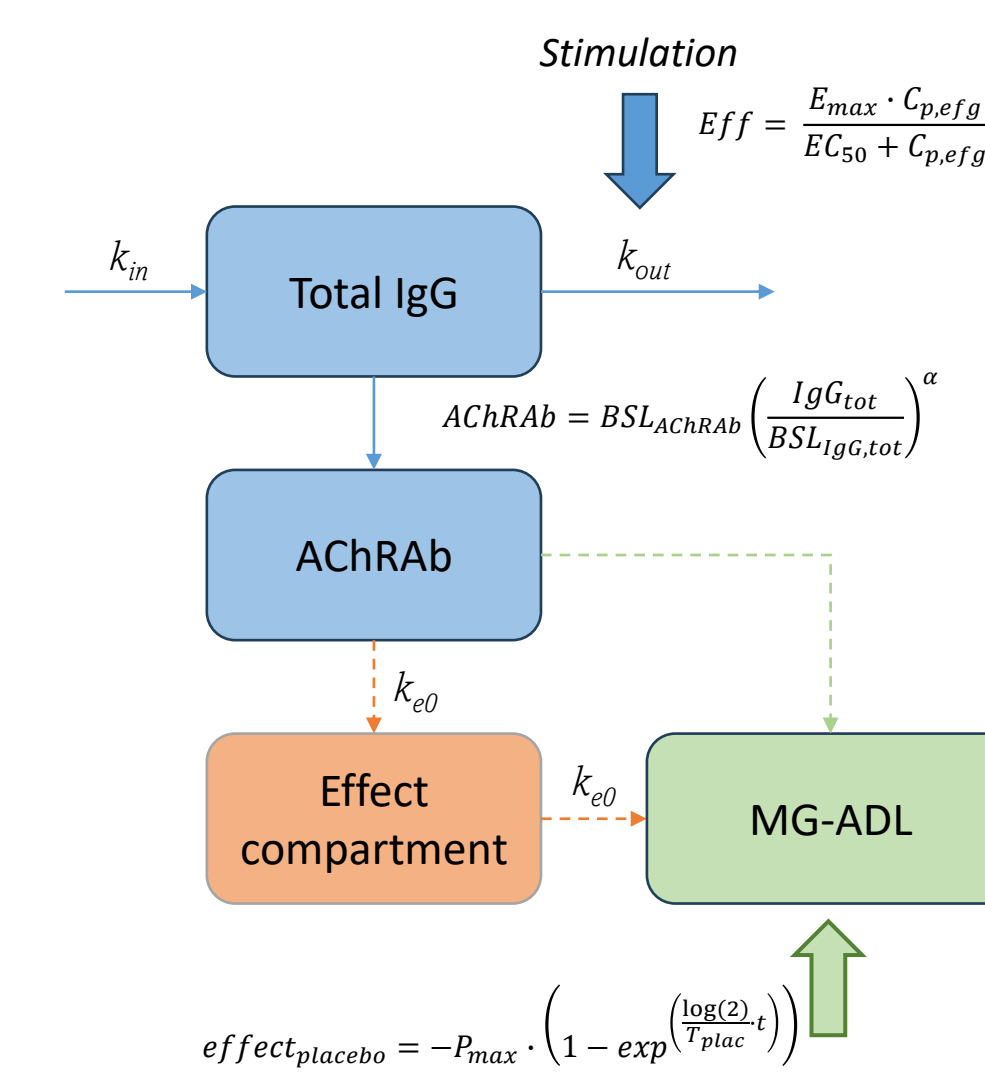 Stimulation
Eff = E_max · C_p,efg / EC_50 + C_p,efg
k_in
Total IgG
k_out
AChRAb = BSL_AChRAb (IgG_tot / BSL_IgG,tot)^α
AChRAb
k_e0
Effect
compartment
k_e0
MG-ADL
effect_placebo = −P_max · (1 − exp^(log(2)/T_plac · t))